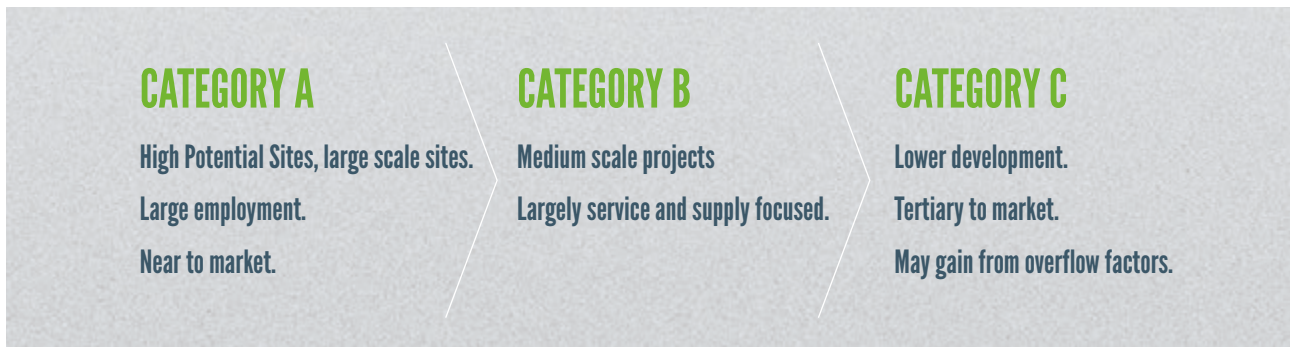 CATEGORY A
High Potential Sites, large scale sites.
Large employment.
Near to market.
CATEGORY B
Medium scale projects
Largely service and supply focused.
CATEGORY C
Lower development.
Tertiary to market.
May gain from overflow factors.